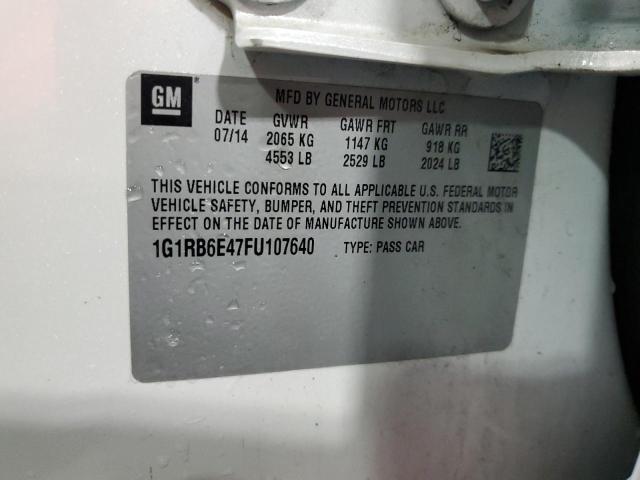 GM
MFD BY GENERAL MOTORS LLC
DATE GVWR GAWR FRT GAWR RR
07/14 2065 KG 1147 KG 918 KG
4553 LB 2529 LB 2024 LB
THIS VEHICLE CONFORMS TO ALL APPLICABLE U.S. FEDERAL MOTOR
VEHICLE SAFETY, BUMPER, AND THEFT PREVENTION STANDARDS IN
EFFECT ON THE DATE OF MANUFACTURE SHOWN ABOVE.
1G1RB6E47FU107640 TYPE: PASS CAR